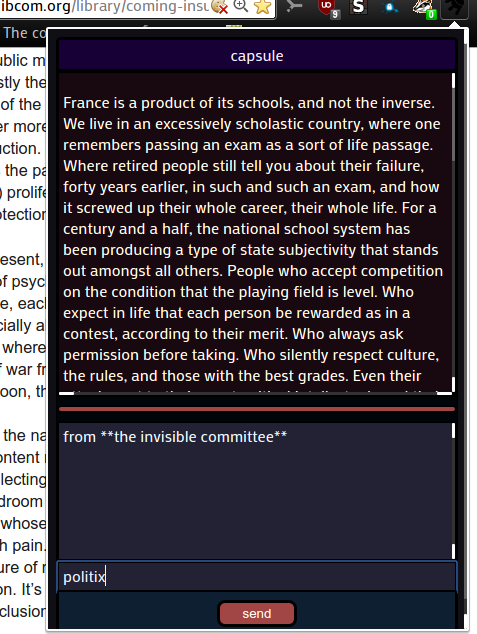 ibcom.org/library/coming-insu
9
0
The co
capsule
ublic m
stly the
of the
er more
uction.
the pa
) prolife
otection
esent,
of psyc
e, eac
cially a
where
f war fr
oon, th
the na
ontent
lecting
droom
whose
h pain.
ure of r
on. It's
clusion
France is a product of its schools, and not the inverse.
We live in an excessively scholastic country, where one
remembers passing an exam as a sort of life passage.
Where retired people still tell you about their failure,
forty years earlier, in such and such an exam, and how
it screwed up their whole career, their whole life. For a
century and a half, the national school system has
been producing a type of state subjectivity that stands
out amongst all others. People who accept competition
on the condition that the playing field is level. Who
expect in life that each person be rewarded as in a
contest, according to their merit. Who always ask
permission before taking. Who silently respect culture,
the rules, and those with the best grades. Even their
from **the invisible committee**
politix
send